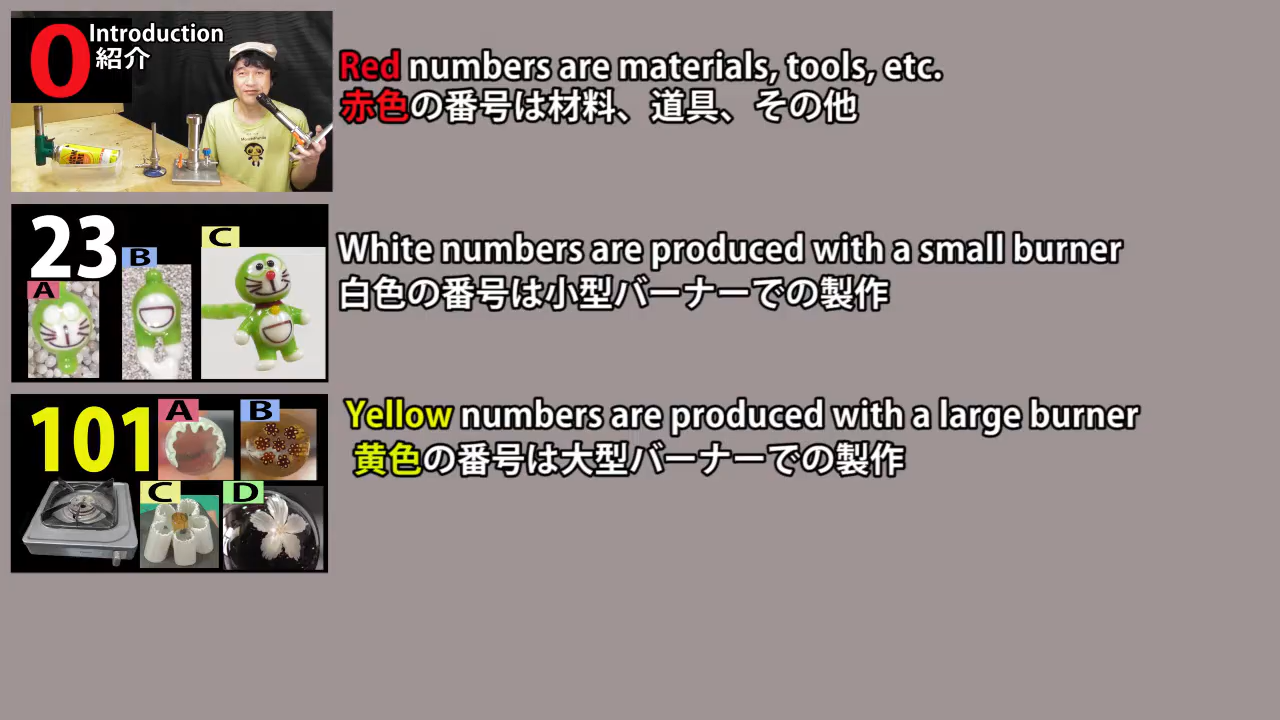 0
Introduction
紹介
Red numbers are materials, tools, etc.
赤色の番号は材料、道具、その他
23
A
B
C
White numbers are produced with a small burner
白色の番号は小型バーナーでの製作
101
A
B
C
D
Yellow numbers are produced with a large burner
黄色の番号は大型バーナーでの製作